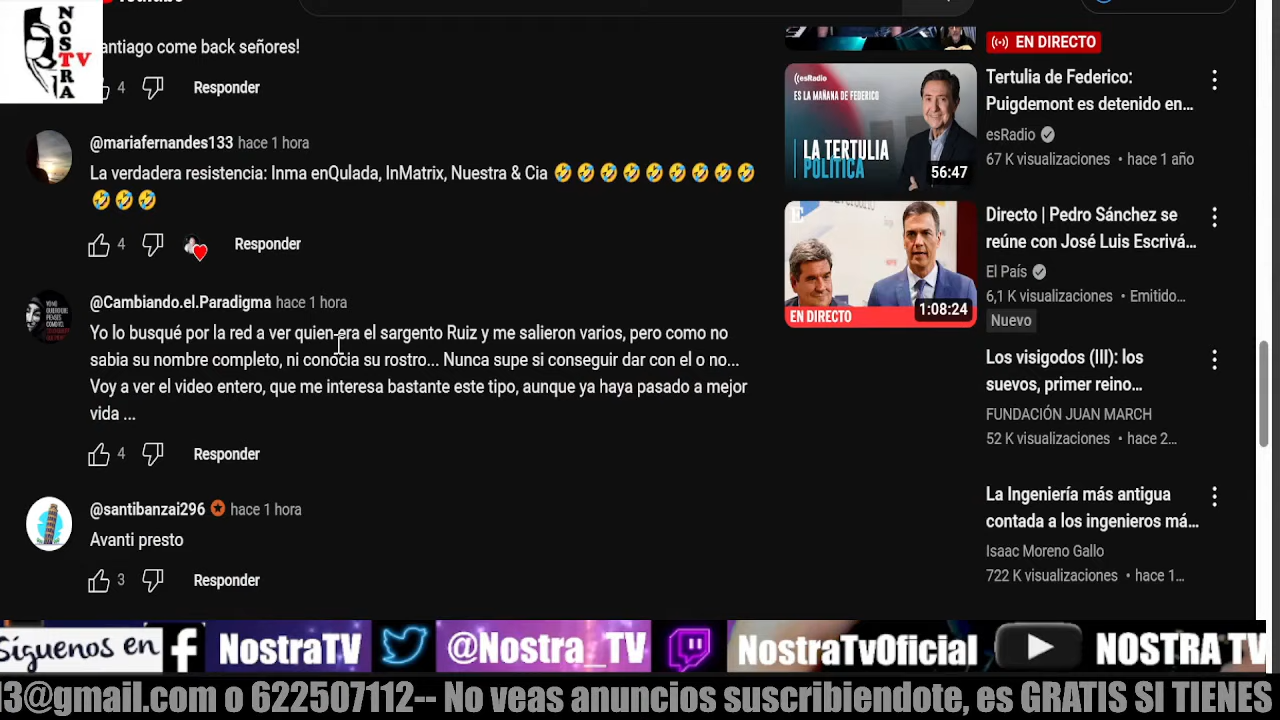 NOSTRA
TV
antiago come back señores!
4
Responder
@mariafernandes133 hace 1 hora
La verdadera resistencia: Inma enQulada, InMatrix, Nuestra & Cia 🤣🤣🤣🤣🤣🤣🤣🤣🤣
🤣🤣🤣
4
Responder
@Cambiando.el.Paradigma hace 1 hora
Yo lo busqué por la red a ver quien era el sargento Ruiz y me salieron varios, pero como no
sabia su nombre completo, ni conocia su rostro... Nunca supe si conseguir dar con el o no...
Voy a ver el video entero, que me interesa bastante este tipo, aunque ya haya pasado a mejor
vida ...
4
Responder
@santibanzai296 hace 1 hora
Avanti presto
3
Responder
EN DIRECTO
esRadio
ES LA MAÑANA DE FEDERICO
LA TERTULIA
POLÍTICA
56:47
Tertulia de Federico:
Puigdemont es detenido en...
esRadio
67 K visualizaciones • hace 1 año
E
EN DIRECTO
1:08:24
Directo | Pedro Sánchez se
reúne con José Luis Escrivá...
El País
6,1 K visualizaciones • Emitido...
Nuevo
Los visigodos (III): los
suevos, primer reino...
FUNDACIÓN JUAN MARCH
52 K visualizaciones • hace 2...
La Ingeniería más antigua
contada a los ingenieros má...
Isaac Moreno Gallo
722 K visualizaciones • hace 1...
Síguenos en NostraTV @Nostra_TV NostraTvOficial NOSTRA TV
13@gmail.com o 622507112-- No veas anuncios suscribiendote, es GRATIS SI TIENES